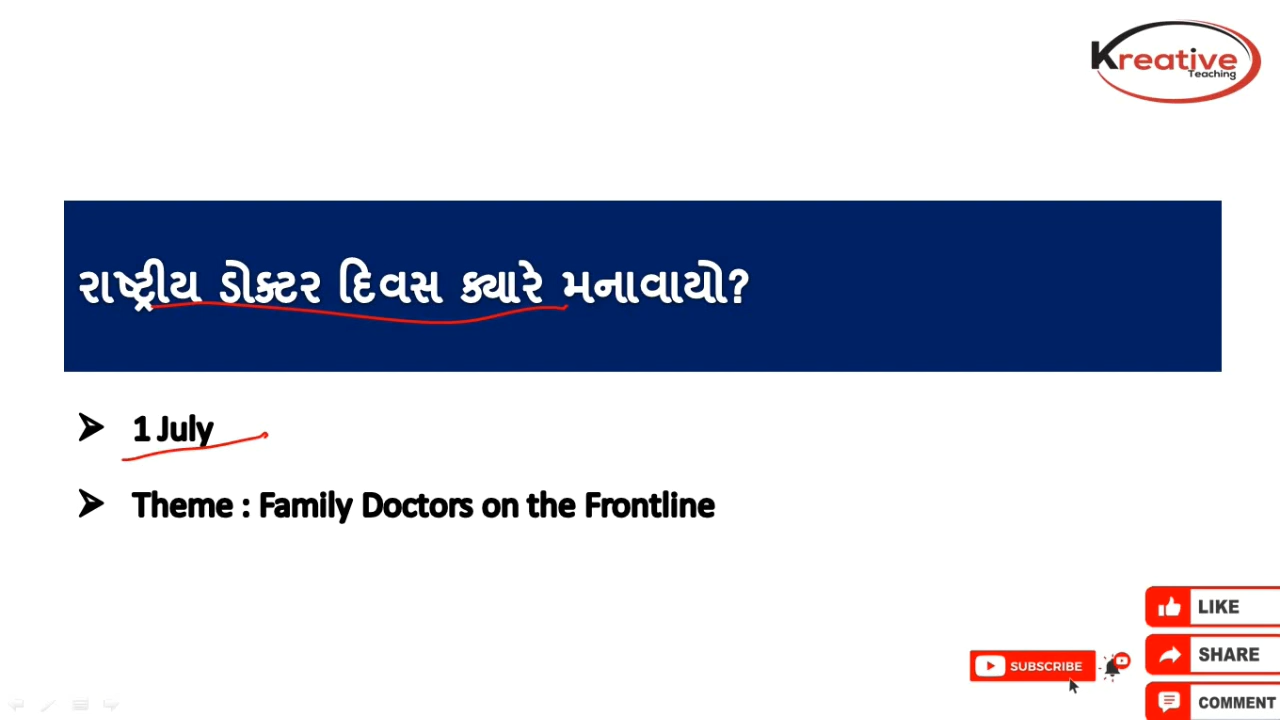 Kreative
Teaching
રાષ્ટ્રીય ડોક્ટર દિવસ ક્યારે મનાવાયો?
➢ 1 July
➢ Theme : Family Doctors on the Frontline
LIKE
SHARE
SUBSCRIBE
COMMENT